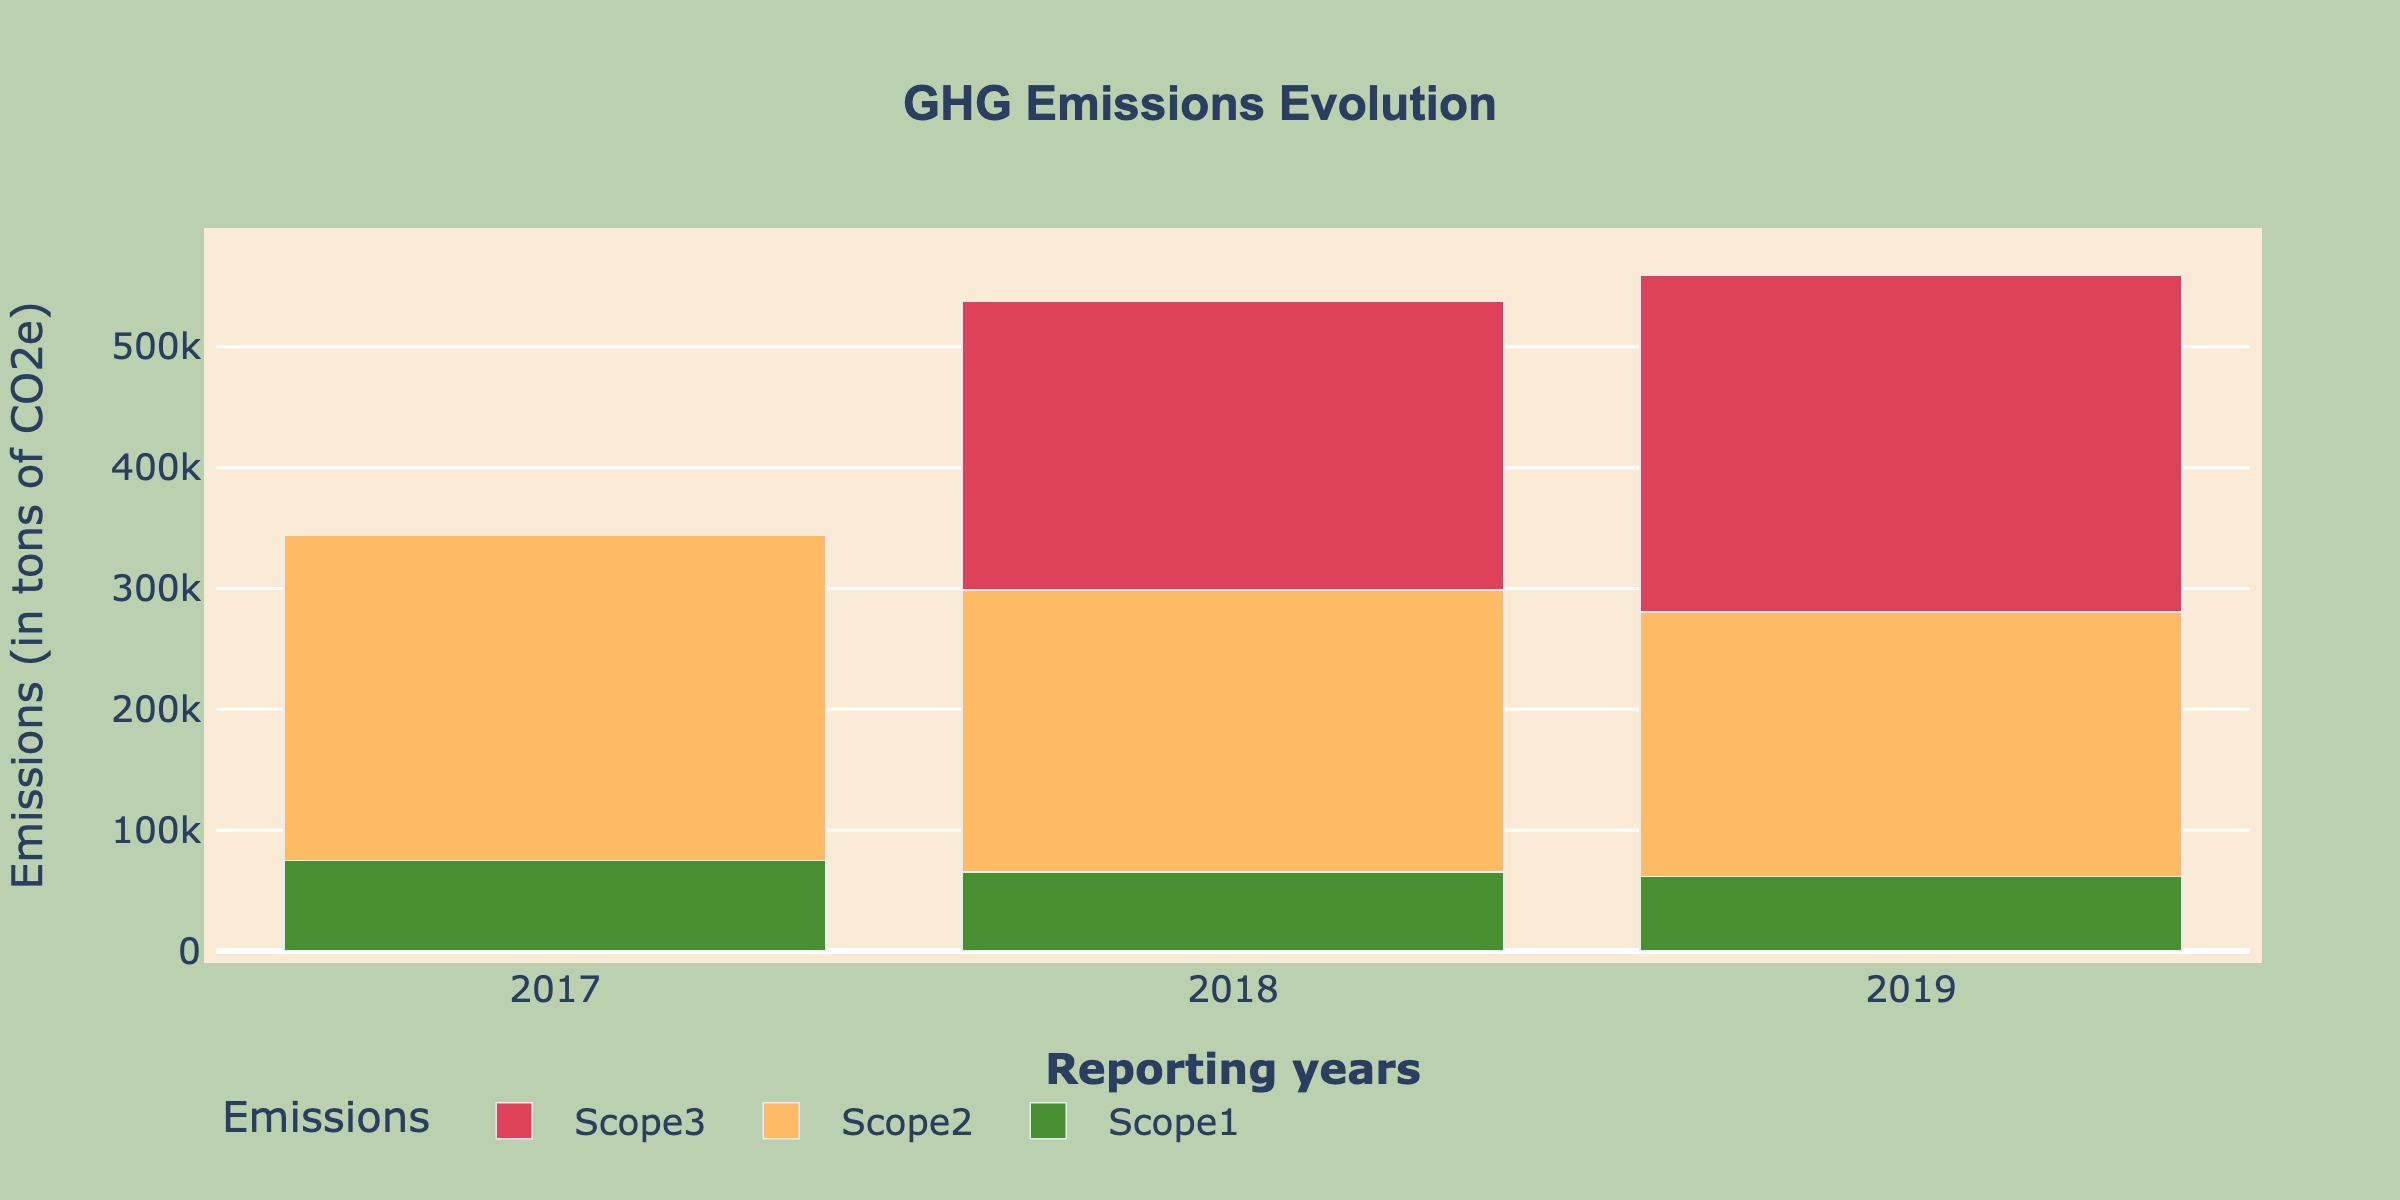 GHG Emissions Evolution
Emissions (in tons of CO2e)
500k
400k
300k
200k
100k
0
2017 2018 2019
Reporting years
Emissions Scope3 Scope2 Scope1